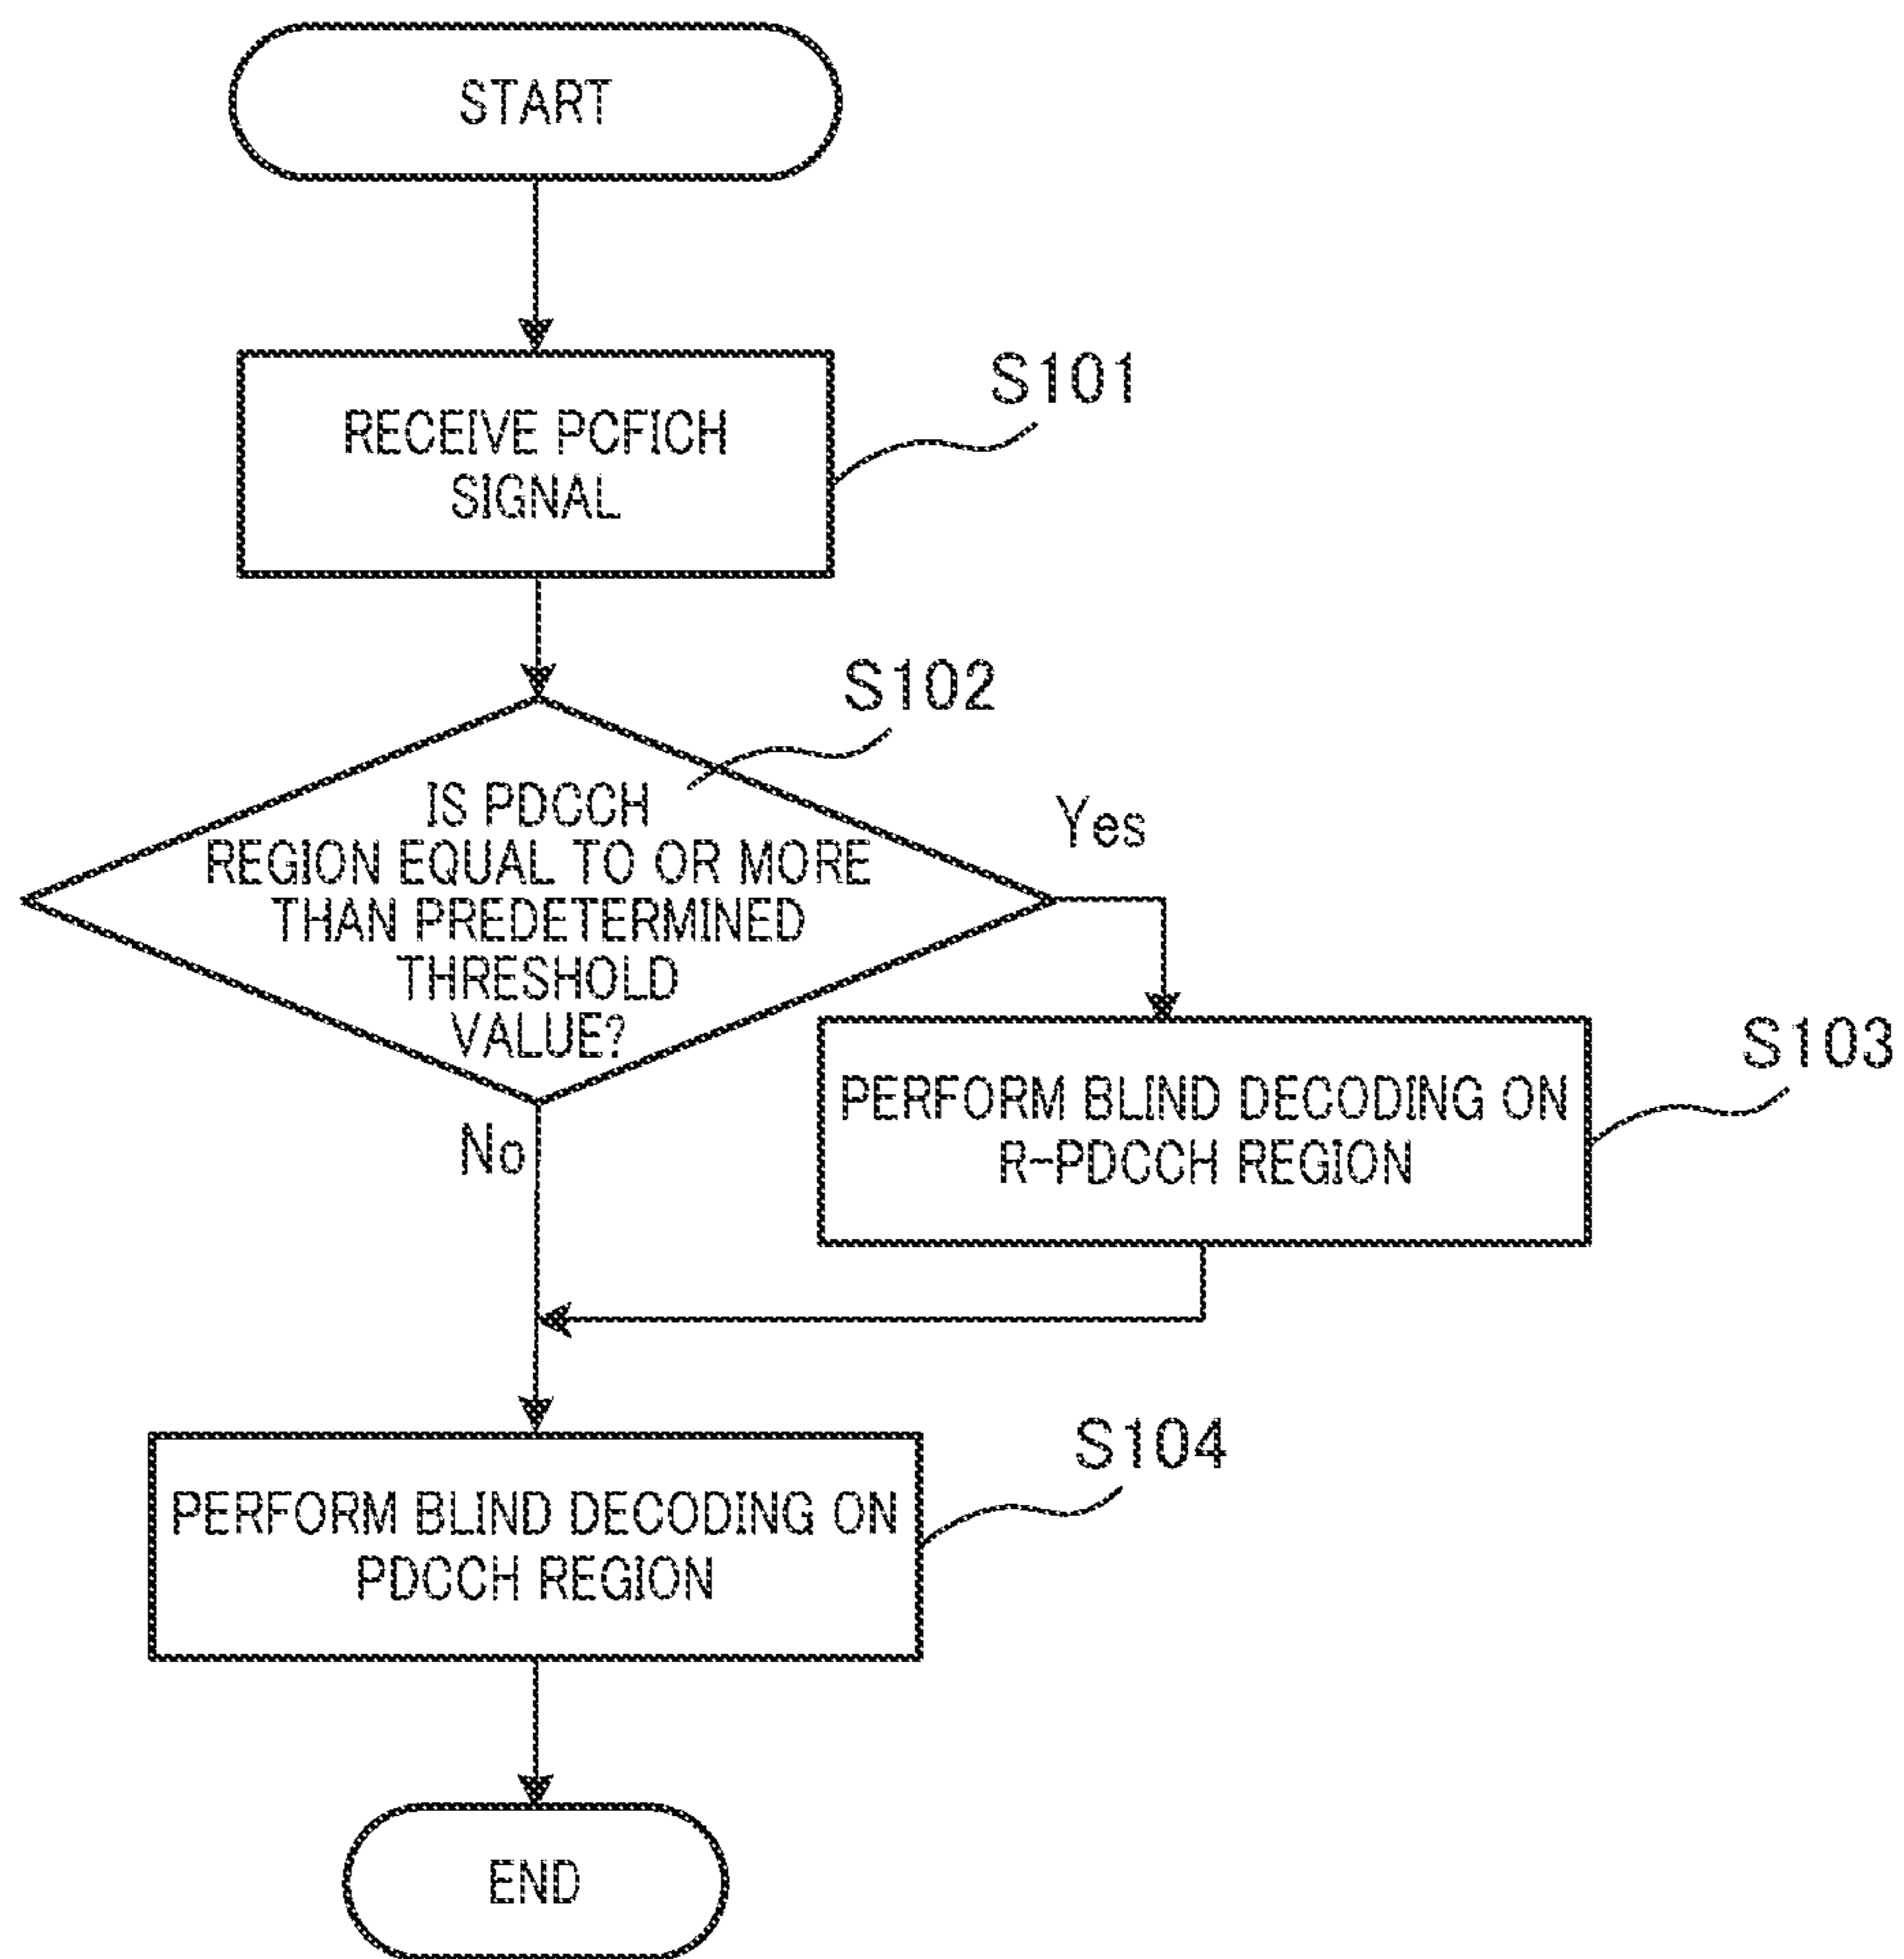 START
RECEIVE PCFICH
SIGNAL
S101
S102
IS PDCCH
REGION EQUAL TO OR MORE
THAN PREDETERMINED
THRESHOLD
VALUE?
Yes
No
PERFORM BLIND DECODING ON
R-PDCCH REGION
S103
PERFORM BLIND DECODING ON
PDCCH REGION
S104
END